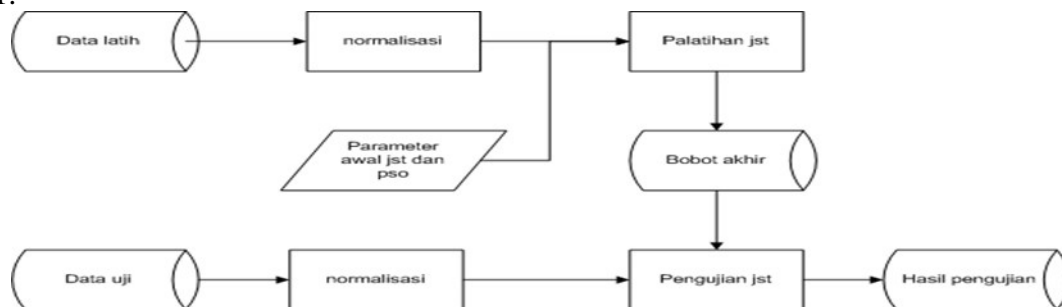 Data latih
normalisasi
Palatihan jst
Parameter
awal jst dan
pso
Bobot akhir
Data uji
normalisasi
Pengujian jst
Hasil pengujian